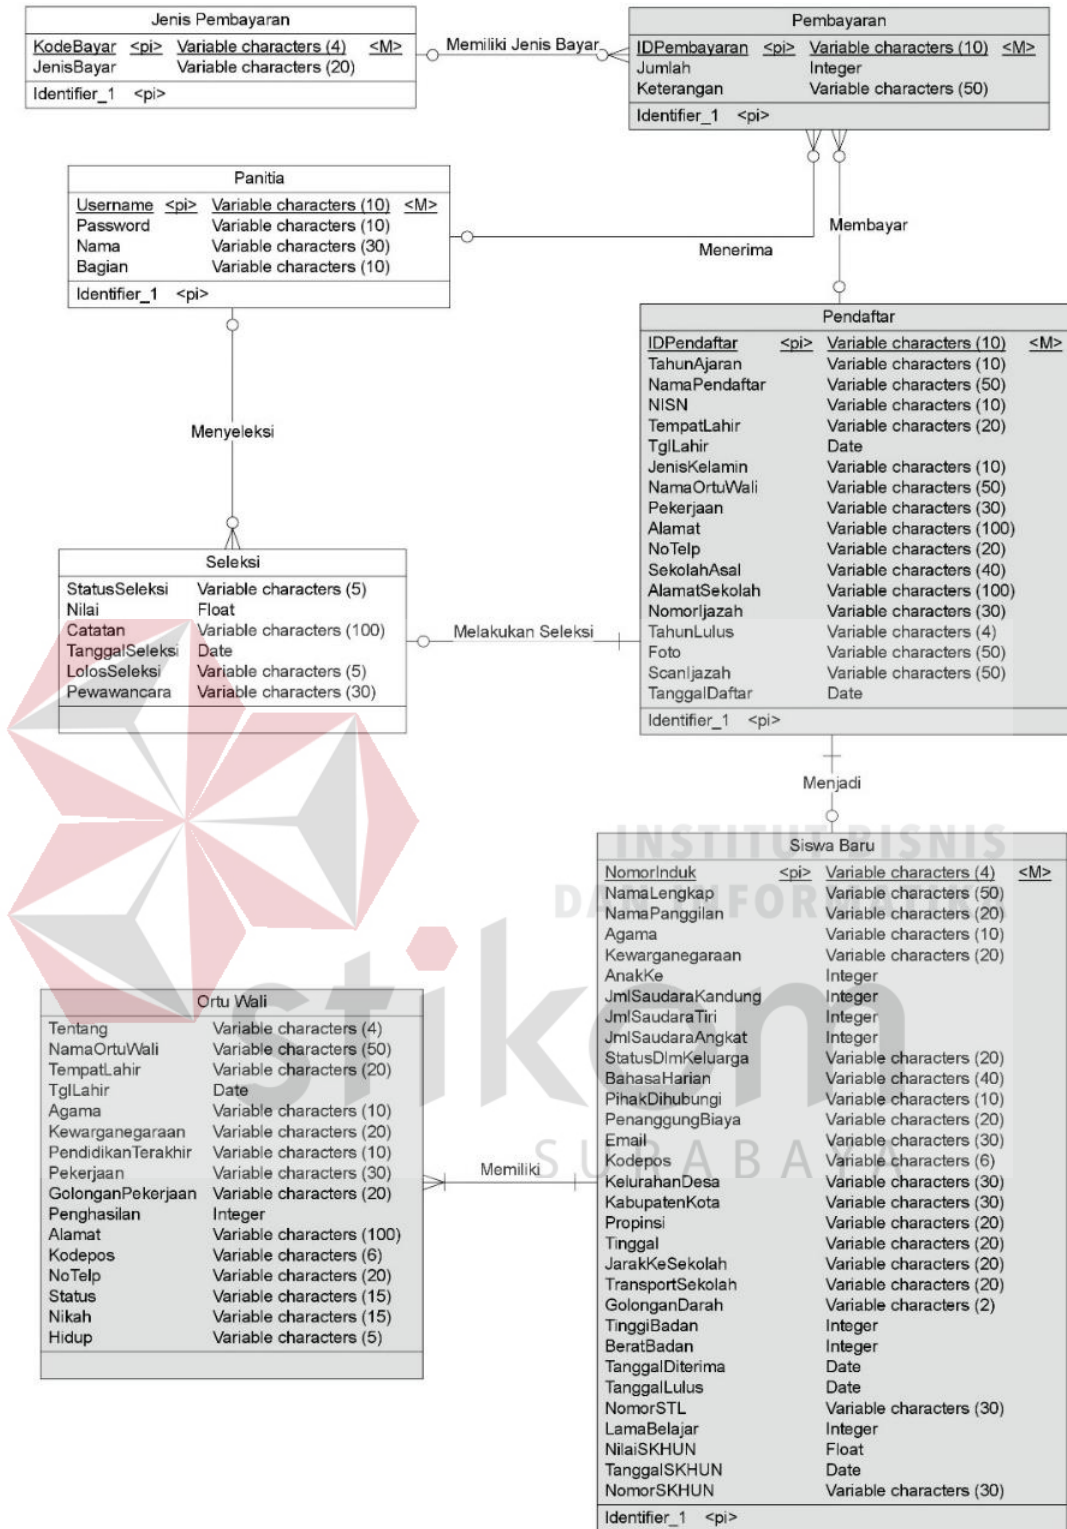 Jenis Pembayaran
KodeBayar <pi> Variable characters (4) <M>
JenisBayar Variable characters (20)
Identifier_1 <pi>
Memiliki Jenis Bayar
Pembayaran
IDPembayaran <pi> Variable characters (10) <M>
Jumlah Integer
Keterangan Variable characters (50)
Identifier_1 <pi>
Panitia
Username <pi> Variable characters (10) <M>
Password Variable characters (10)
Nama Variable characters (30)
Bagian Variable characters (10)
Identifier_1 <pi>
Menerima
Membayar
Pendaftar
IDPendaftar <pi> Variable characters (10) <M>
TahunAjaran Variable characters (10)
NamaPendaftar Variable characters (50)
NISN Variable characters (10)
TempatLahir Variable characters (20)
TglLahir Date
JenisKelamin Variable characters (10)
NamaOrtuWali Variable characters (50)
Pekerjaan Variable characters (30)
Alamat Variable characters (100)
NoTelp Variable characters (20)
SekolahAsal Variable characters (40)
AlamatSekolah Variable characters (100)
NomorIjazah Variable characters (30)
TahunLulus Variable characters (4)
Foto Variable characters (50)
ScanIjazah Variable characters (50)
TanggalDaftar Date
Identifier_1 <pi>
Menyeleksi
Seleksi
StatusSeleksi Variable characters (5)
Nilai Float
Catatan Variable characters (100)
TanggalSeleksi Date
LolosSeleksi Variable characters (5)
Pewawancara Variable characters (30)
Melakukan Seleksi
Menjadi
Siswa Baru
NomorInduk <pi> Variable characters (4) <M>
NamaLengkap Variable characters (50)
NamaPanggilan Variable characters (20)
Agama Variable characters (10)
Kewarganegaraan Variable characters (20)
AnakKe Integer
JmlSaudaraKandung Integer
JmlSaudaraTiri Integer
JmlSaudaraAngkat Integer
StatusDlmKeluarga Variable characters (20)
BahasaHarian Variable characters (40)
PihakDihubungi Variable characters (10)
PenanggungBiaya Variable characters (20)
Email Variable characters (30)
Kodepos Variable characters (6)
KelurahanDesa Variable characters (30)
KabupatenKota Variable characters (30)
Propinsi Variable characters (20)
Tinggal Variable characters (20)
JarakKeSekolah Variable characters (20)
TransportSekolah Variable characters (20)
GolonganDarah Variable characters (2)
TinggiBadan Integer
BeratBadan Integer
TanggalDiterima Date
TanggalLulus Date
NomorSTL Variable characters (30)
LamaBelajar Integer
NilaiSKHUN Float
TanggalSKHUN Date
NomorSKHUN Variable characters (30)
Identifier_1 <pi>
Memiliki
Ortu Wali
Tentang Variable characters (4)
NamaOrtuWali Variable characters (50)
TempatLahir Variable characters (20)
TglLahir Date
Agama Variable characters (10)
Kewarganegaraan Variable characters (20)
PendidikanTerakhir Variable characters (10)
Pekerjaan Variable characters (30)
GolonganPekerjaan Variable characters (20)
Penghasilan Integer
Alamat Variable characters (100)
Kodepos Variable characters (6)
NoTelp Variable characters (20)
Status Variable characters (15)
Nikah Variable characters (15)
Hidup Variable characters (5)
INSTITUT BISNIS
DAN INFORMATIKA
stikom
SURABAYA